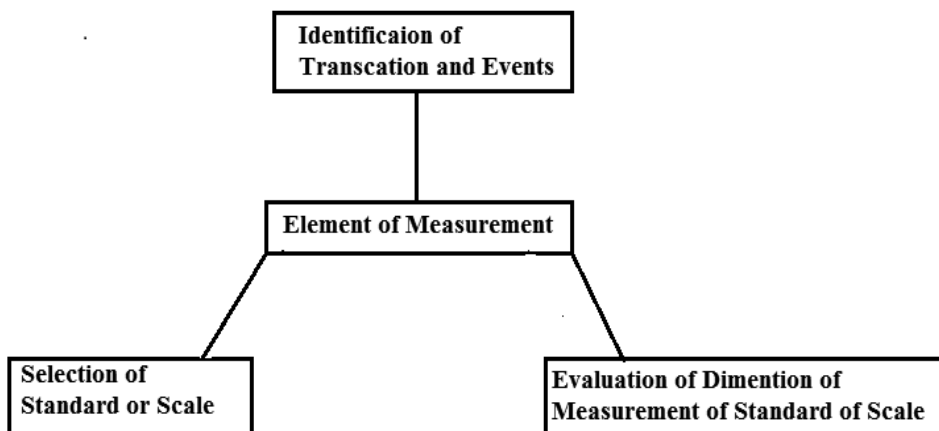 Identificaion of
Transcation and Events
Element of Measurement
Selection of
Standard or Scale
Evaluation of Dimention of
Measurement of Standard of Scale